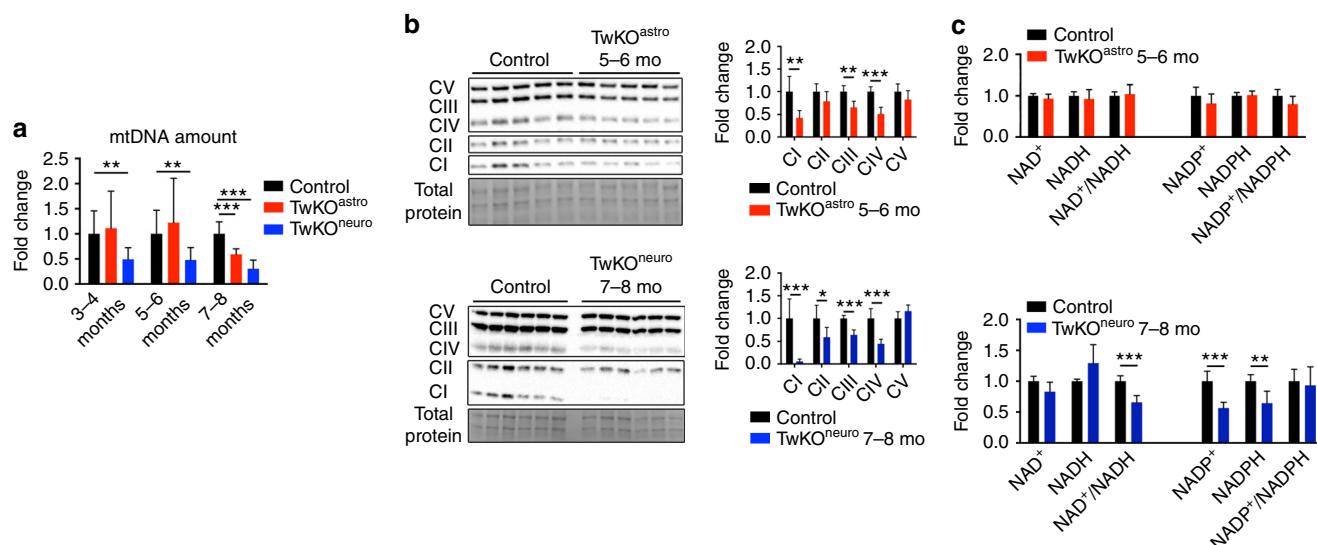 a
mtDNA amount
Fold change
2.5
2.0
1.5
1.0
0.5
0.0
**
**
***
***
3–4
months
5–6
months
7–8
months
Control
TwKO^astro
TwKO^neuro
b
Control
TwKO^astro
5–6 mo
CV
CIII
CIV
CII
CI
Total
protein
Fold change
2.0
1.5
1.0
0.5
0.0
**
**
***
CI
CII
CIII
CIV
CV
Control
TwKO^astro 5–6 mo
Control
TwKO^neuro
7–8 mo
CV
CIII
CIV
CII
CI
Total
protein
Fold change
2.0
1.5
1.0
0.5
0.0
***
*
***
***
CI
CII
CIII
CIV
CV
Control
TwKO^neuro 7–8 mo
c
Control
TwKO^astro 5–6 mo
Fold change
2.0
1.5
1.0
0.5
0.0
NAD⁺
NADH
NAD⁺/NADH
NADP⁺
NADPH
NADP⁺/NADPH
Control
TwKO^neuro 7–8 mo
Fold change
2.0
1.5
1.0
0.5
0.0
***
***
**
NAD⁺
NADH
NAD⁺/NADH
NADP⁺
NADPH
NADP⁺/NADPH